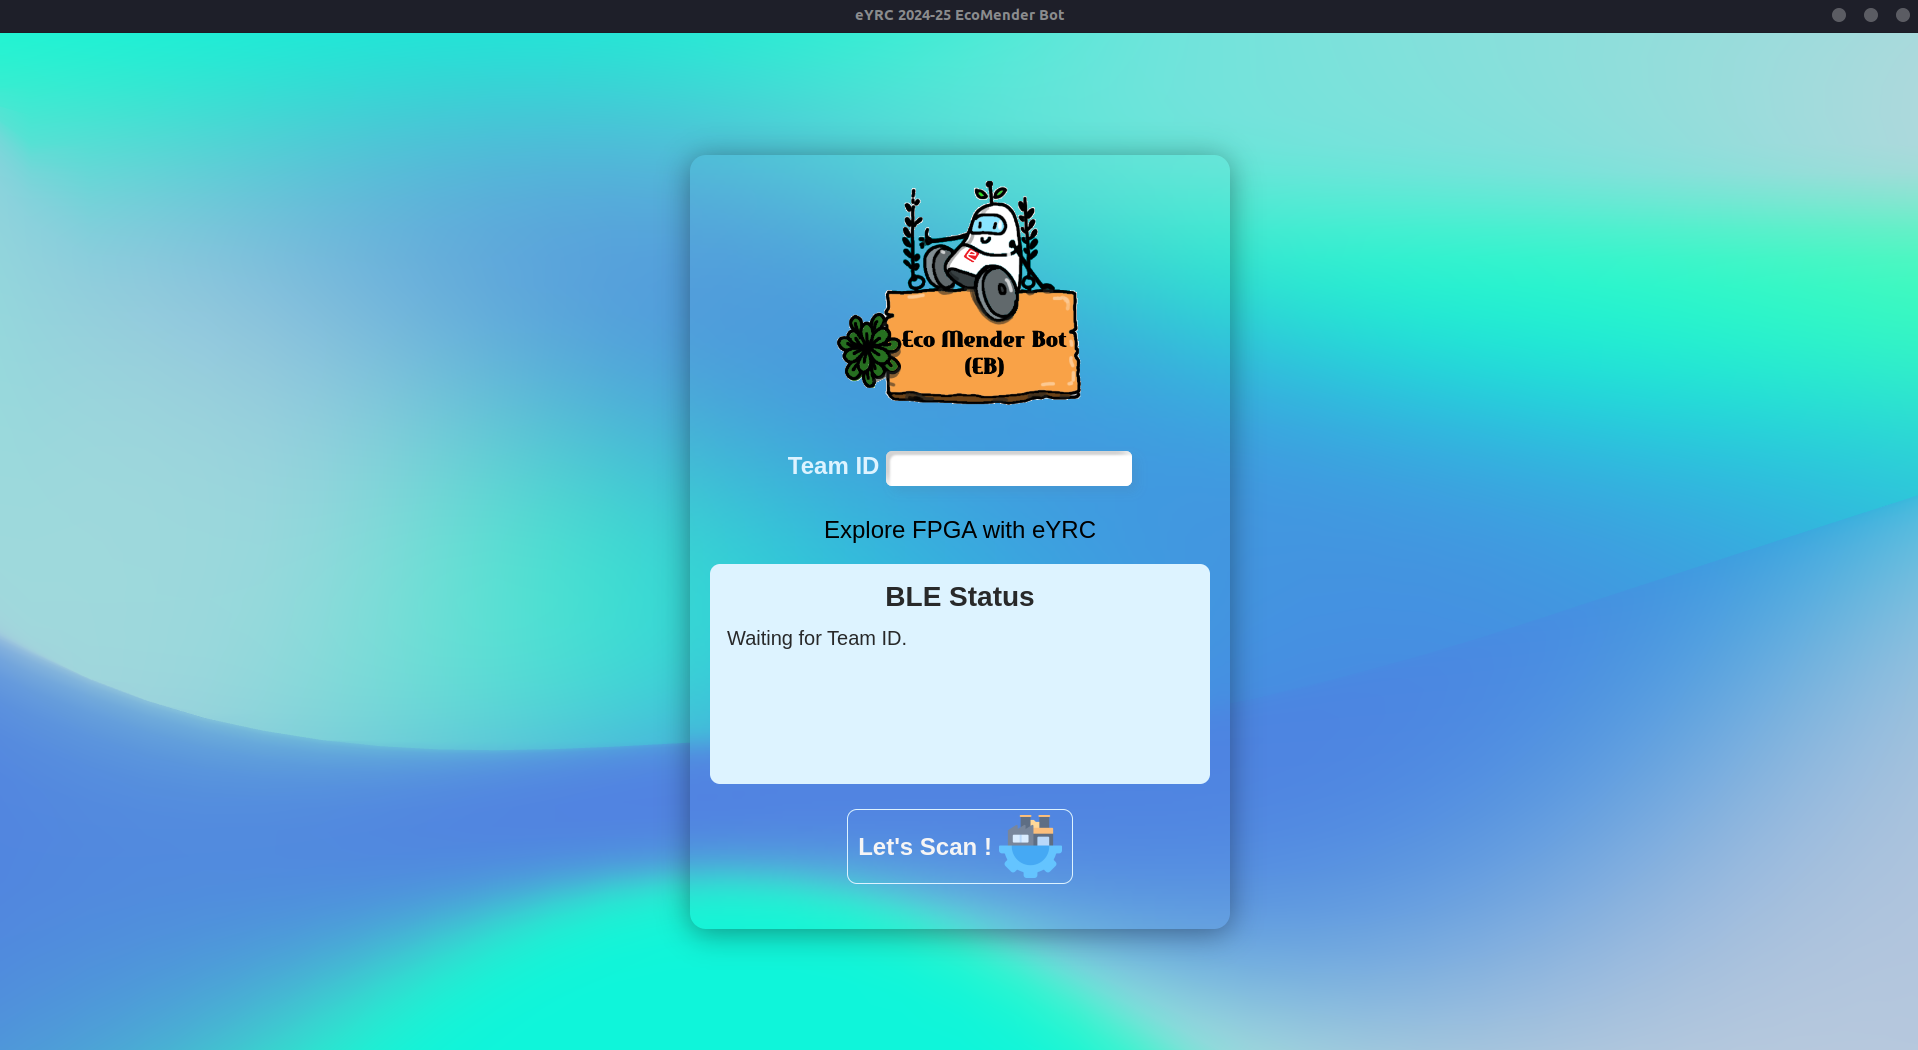 eYRC 2024-25 EcoMender Bot
Eco Mender Bot
(EB)
Team ID
Explore FPGA with eYRC
BLE Status
Waiting for Team ID.
Let's Scan !